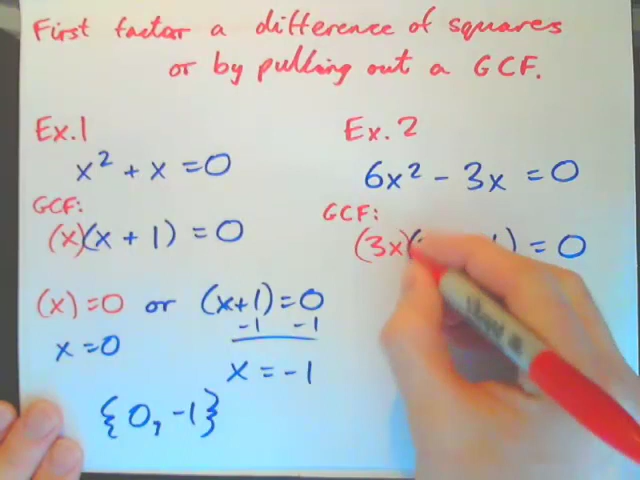 First factor a difference of squares
or by pulling out a GCF.
Ex.1
x² + x = 0
GCF:
(x)(x + 1) = 0
(x) = 0 or (x+1) = 0
-1 -1
x = 0
x = -1
{0, -1}
Ex. 2
6x² - 3x = 0
GCF:
(3x)( 1) = 0